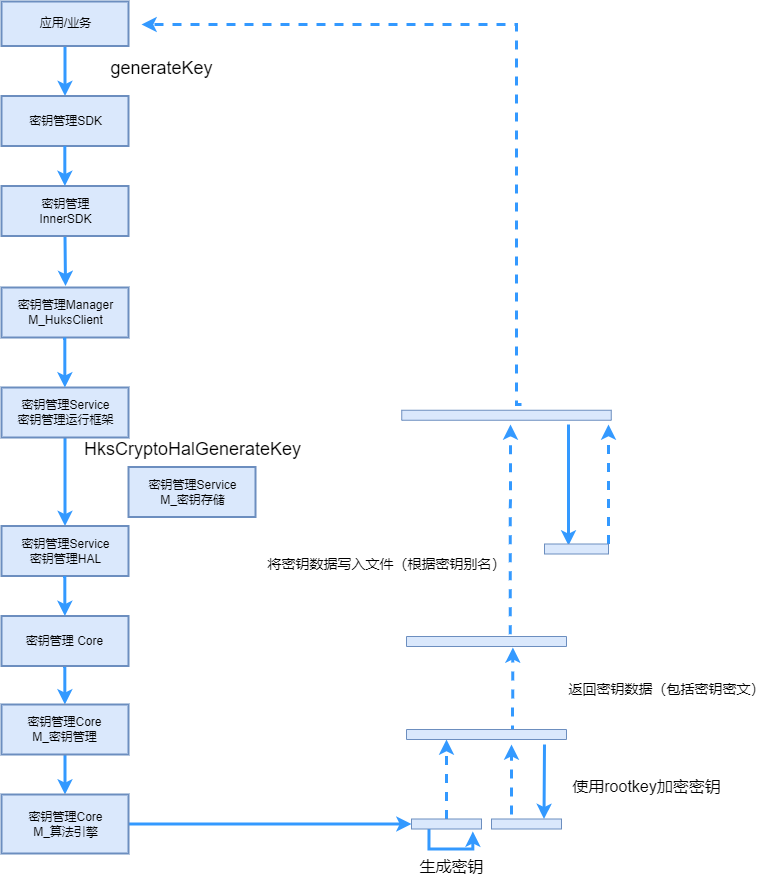 应用/业务
generateKey
密钥管理SDK
密钥管理
InnerSDK
密钥管理Manager
M_HuksClient
密钥管理Service
密钥管理运行框架
HksCryptoHalGenerateKey
密钥管理Service
M_密钥存储
密钥管理Service
密钥管理HAL
将密钥数据写入文件（根据密钥别名）
密钥管理 Core
返回密钥数据（包括密钥密文）
密钥管理Core
M_密钥管理
使用rootkey加密密钥
密钥管理Core
M_算法引擎
生成密钥